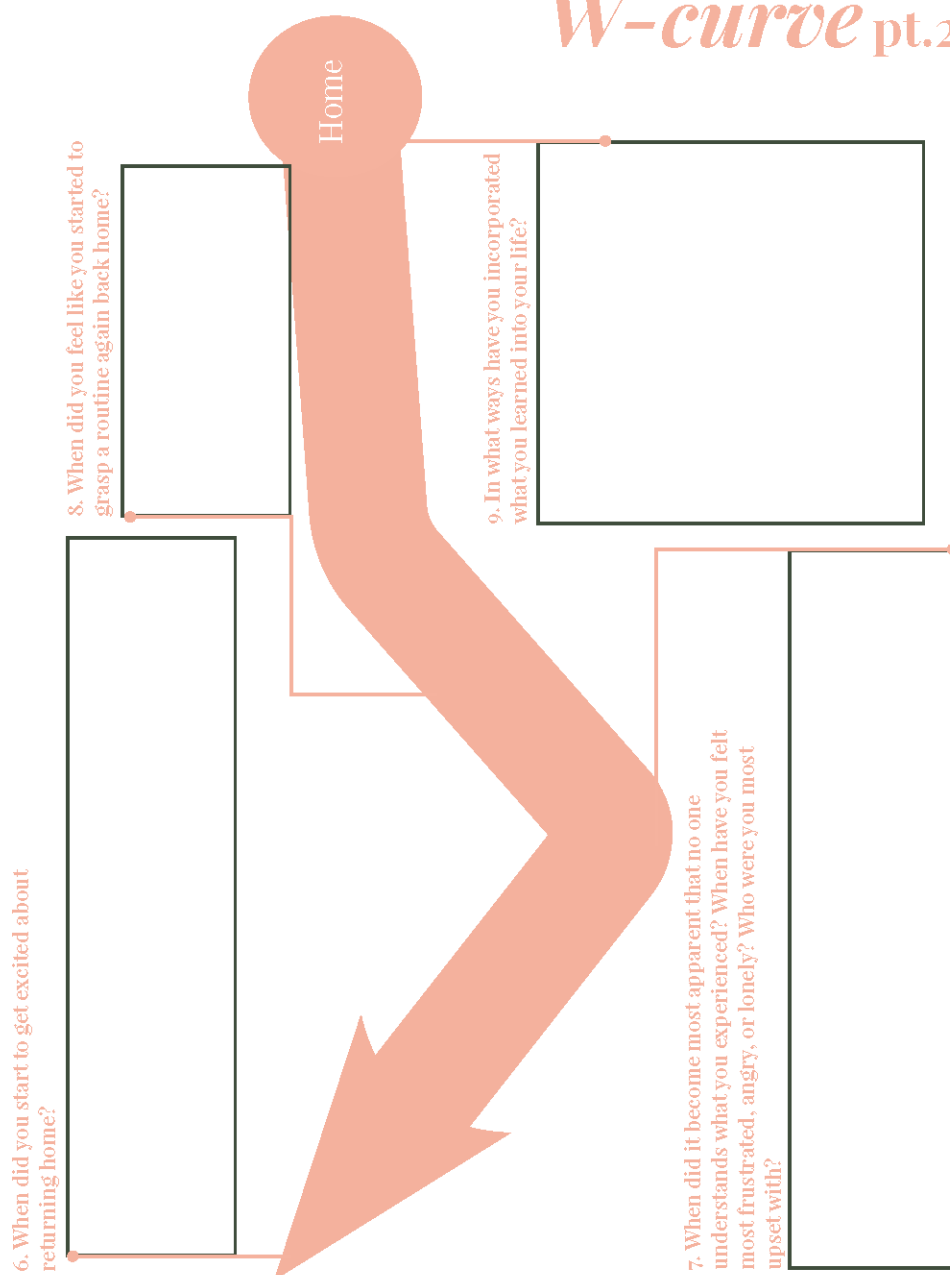 W-curve pt.2
Home
6. When did you start to get excited about
returning home?
7. When did it become most apparent that no one
understands what you experienced? When have you felt
most frustrated, angry, or lonely? Who were you most
upset with?
8. When did you feel like you started to
grasp a routine again back home?
9. In what ways have you incorporated
what you learned into your life?